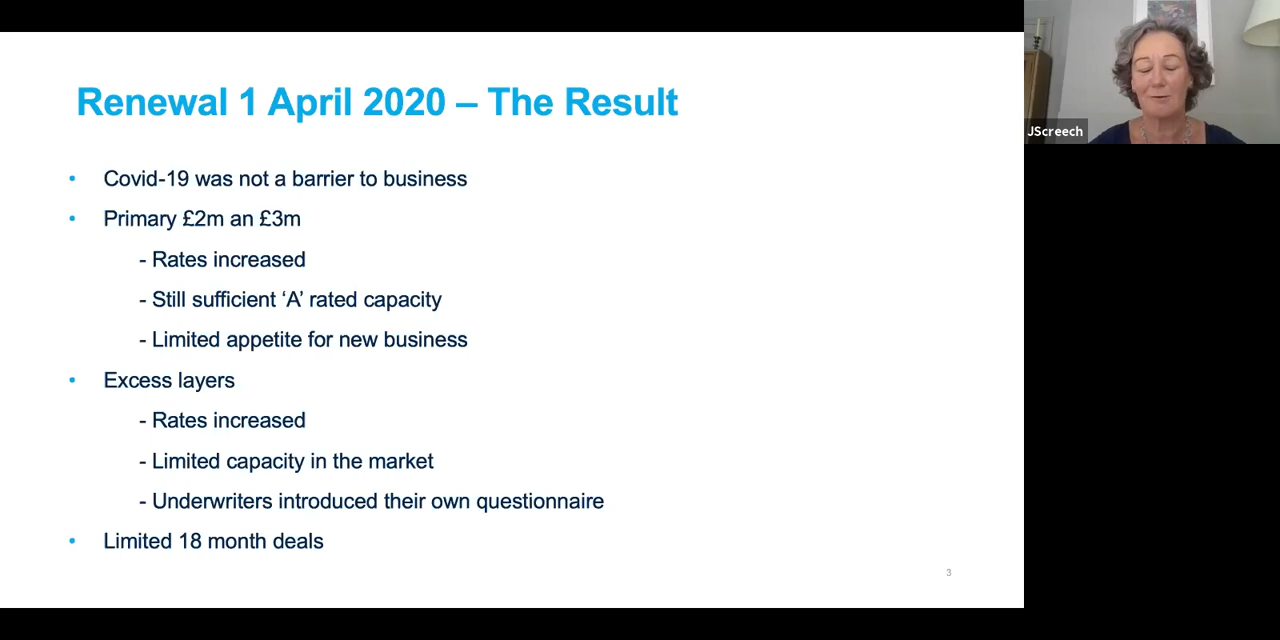 Renewal 1 April 2020 – The Result
JScreech
• Covid-19 was not a barrier to business
• Primary £2m an £3m
- Rates increased
- Still sufficient ‘A’ rated capacity
- Limited appetite for new business
• Excess layers
- Rates increased
- Limited capacity in the market
- Underwriters introduced their own questionnaire
• Limited 18 month deals
3